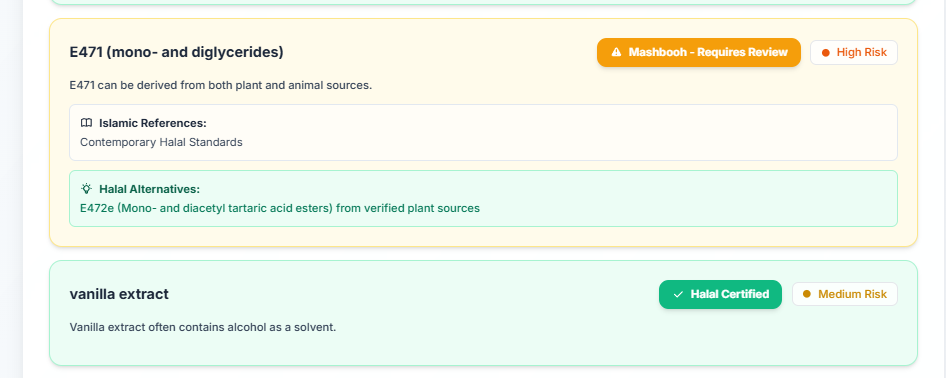 E471 (mono- and diglycerides)
Mashbooh - Requires Review
High Risk
E471 can be derived from both plant and animal sources.
Islamic References:
Contemporary Halal Standards
Halal Alternatives:
E472e (Mono- and diacetyl tartaric acid esters) from verified plant sources
vanilla extract
Halal Certified
Medium Risk
Vanilla extract often contains alcohol as a solvent.